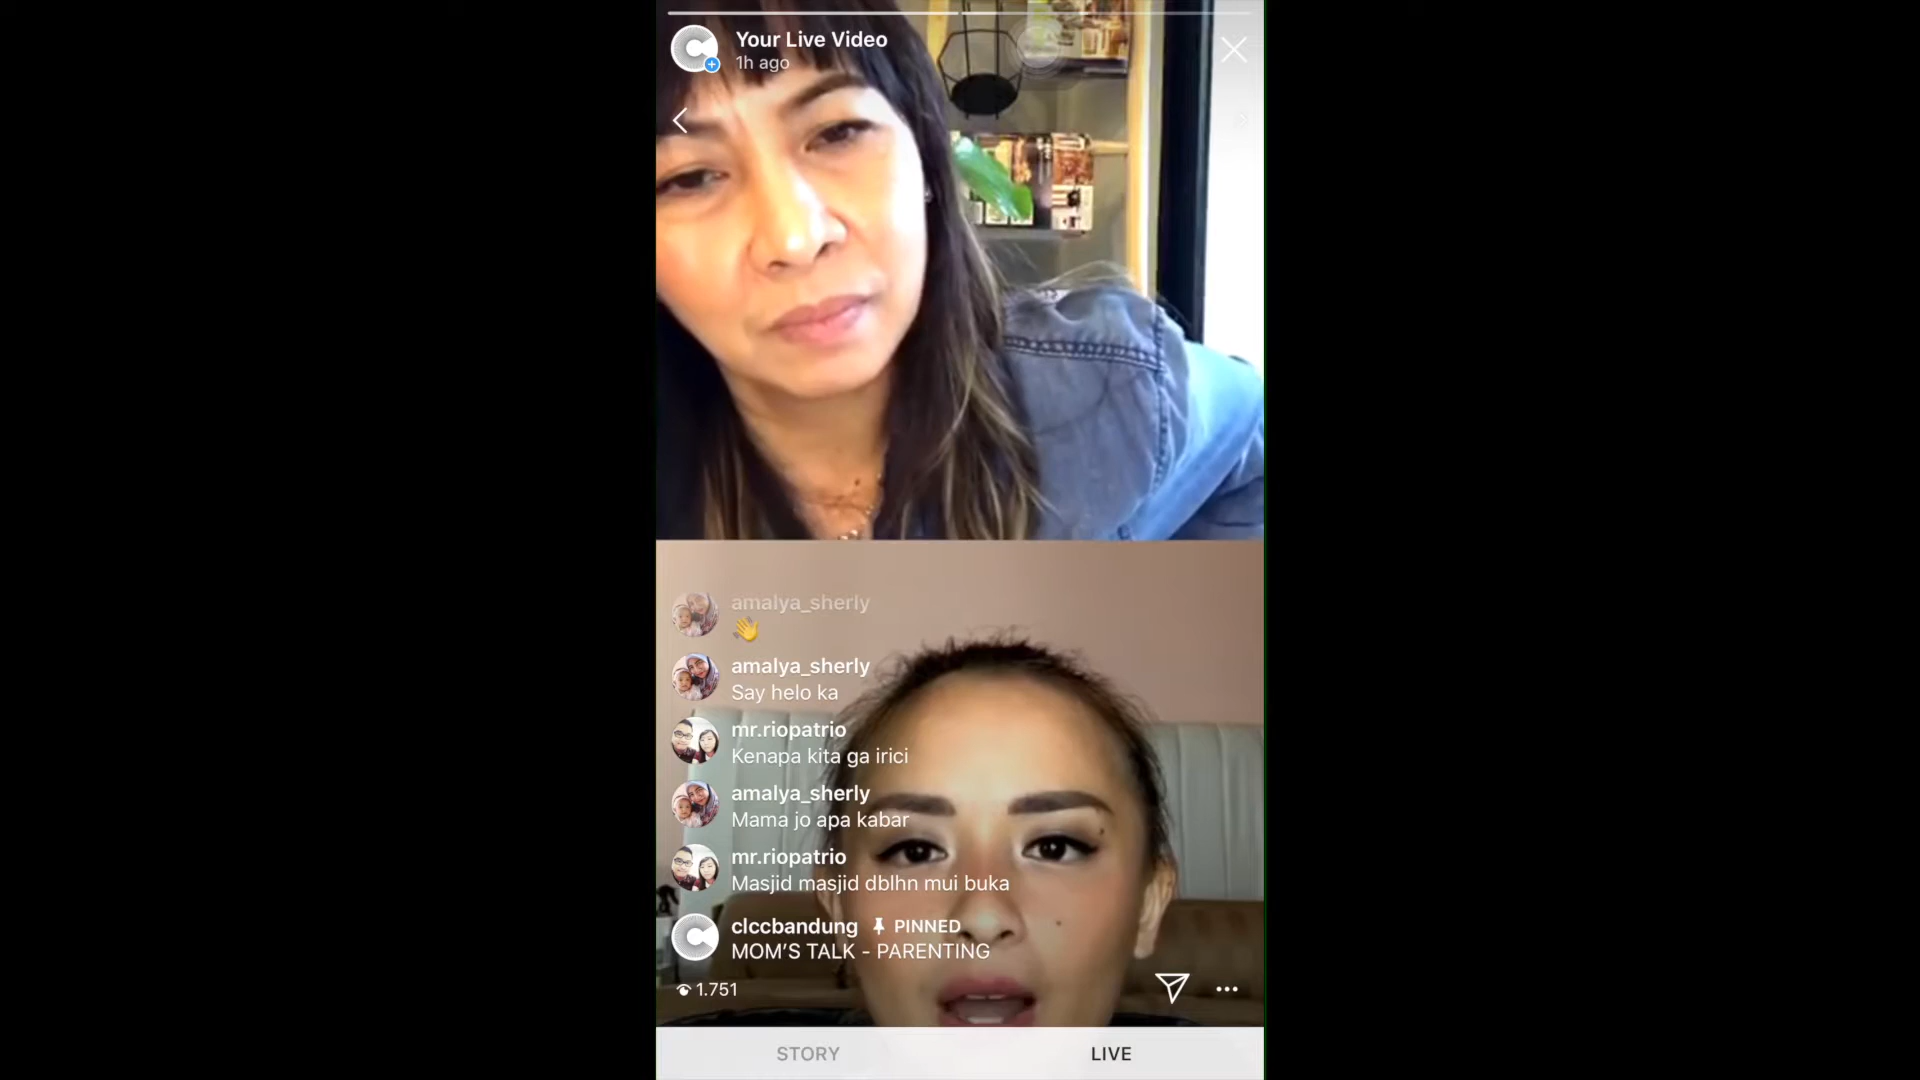 Your Live Video
1h ago
amalya_sherly
👋
amalya_sherly
Say helo ka
mr.riopatrio
Kenapa kita ga irici
amalya_sherly
Mama jo apa kabar
mr.riopatrio
Masjid masjid dblhn mui buka
clccbandung PINNED
MOM’S TALK - PARENTING
1.751
STORY
LIVE